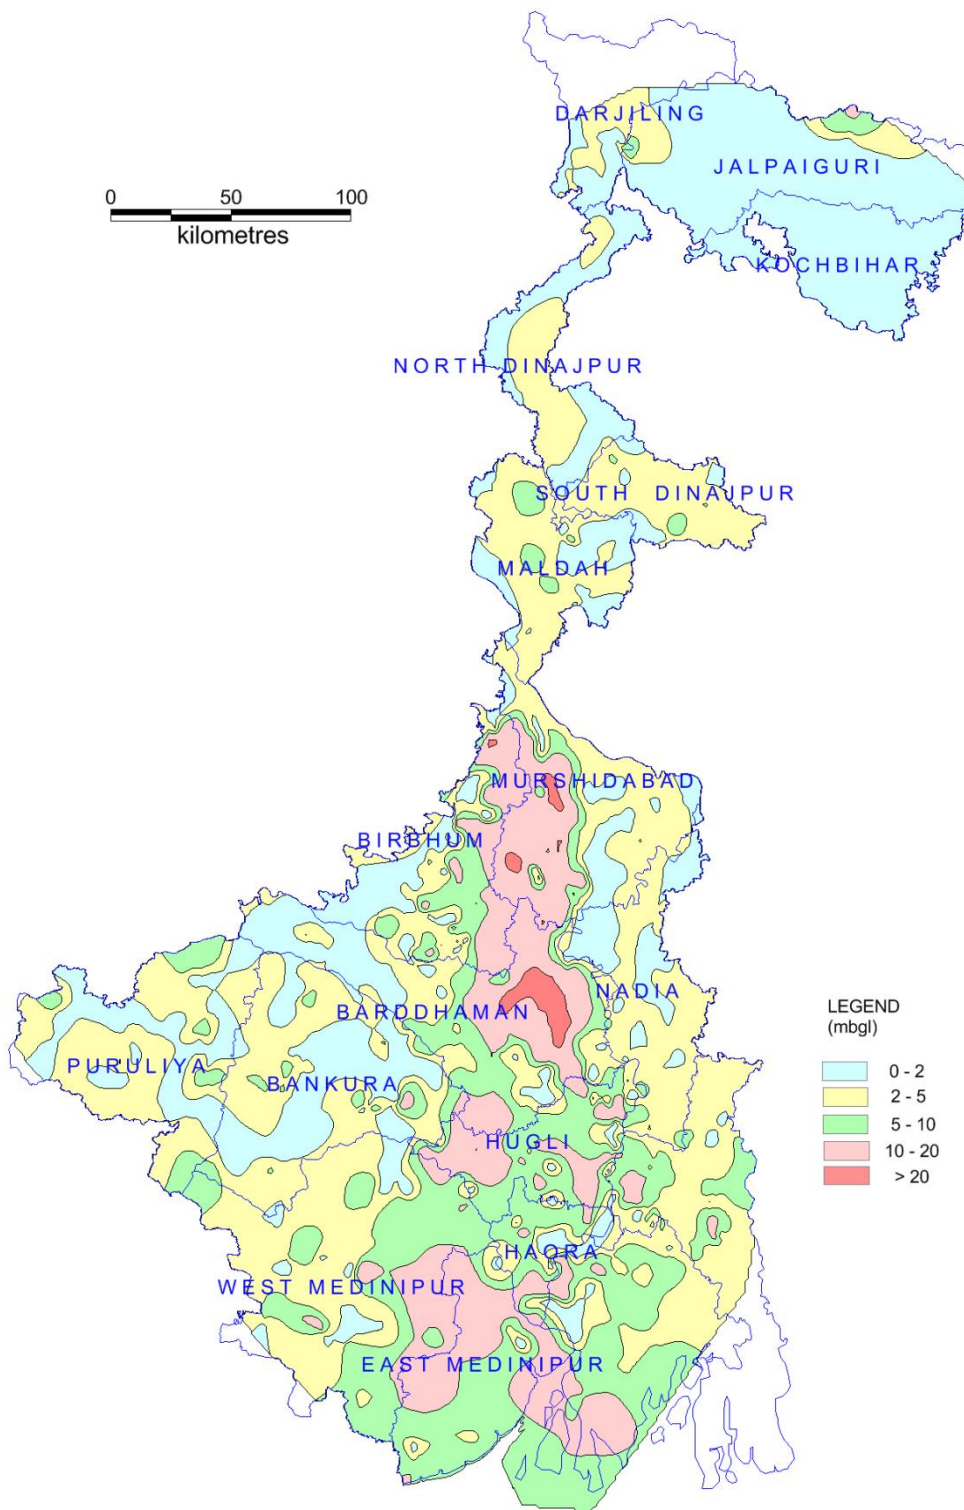 DARJILING
JALPAIGURI
0 50 100
kilometres
KOCHBIHAR
NORTH DINAJPUR
SOUTH DINAJPUR
MALDAH
MURSHIDABAD
BIRBHUM
NADIA
BARDDHAMAN
LEGEND
(mbgl)
PURULIYA
BANKURA
0 - 2
2 - 5
5 - 10
10 - 20
> 20
HUGLI
HAORA
WEST MEDINIPUR
EAST MEDINIPUR